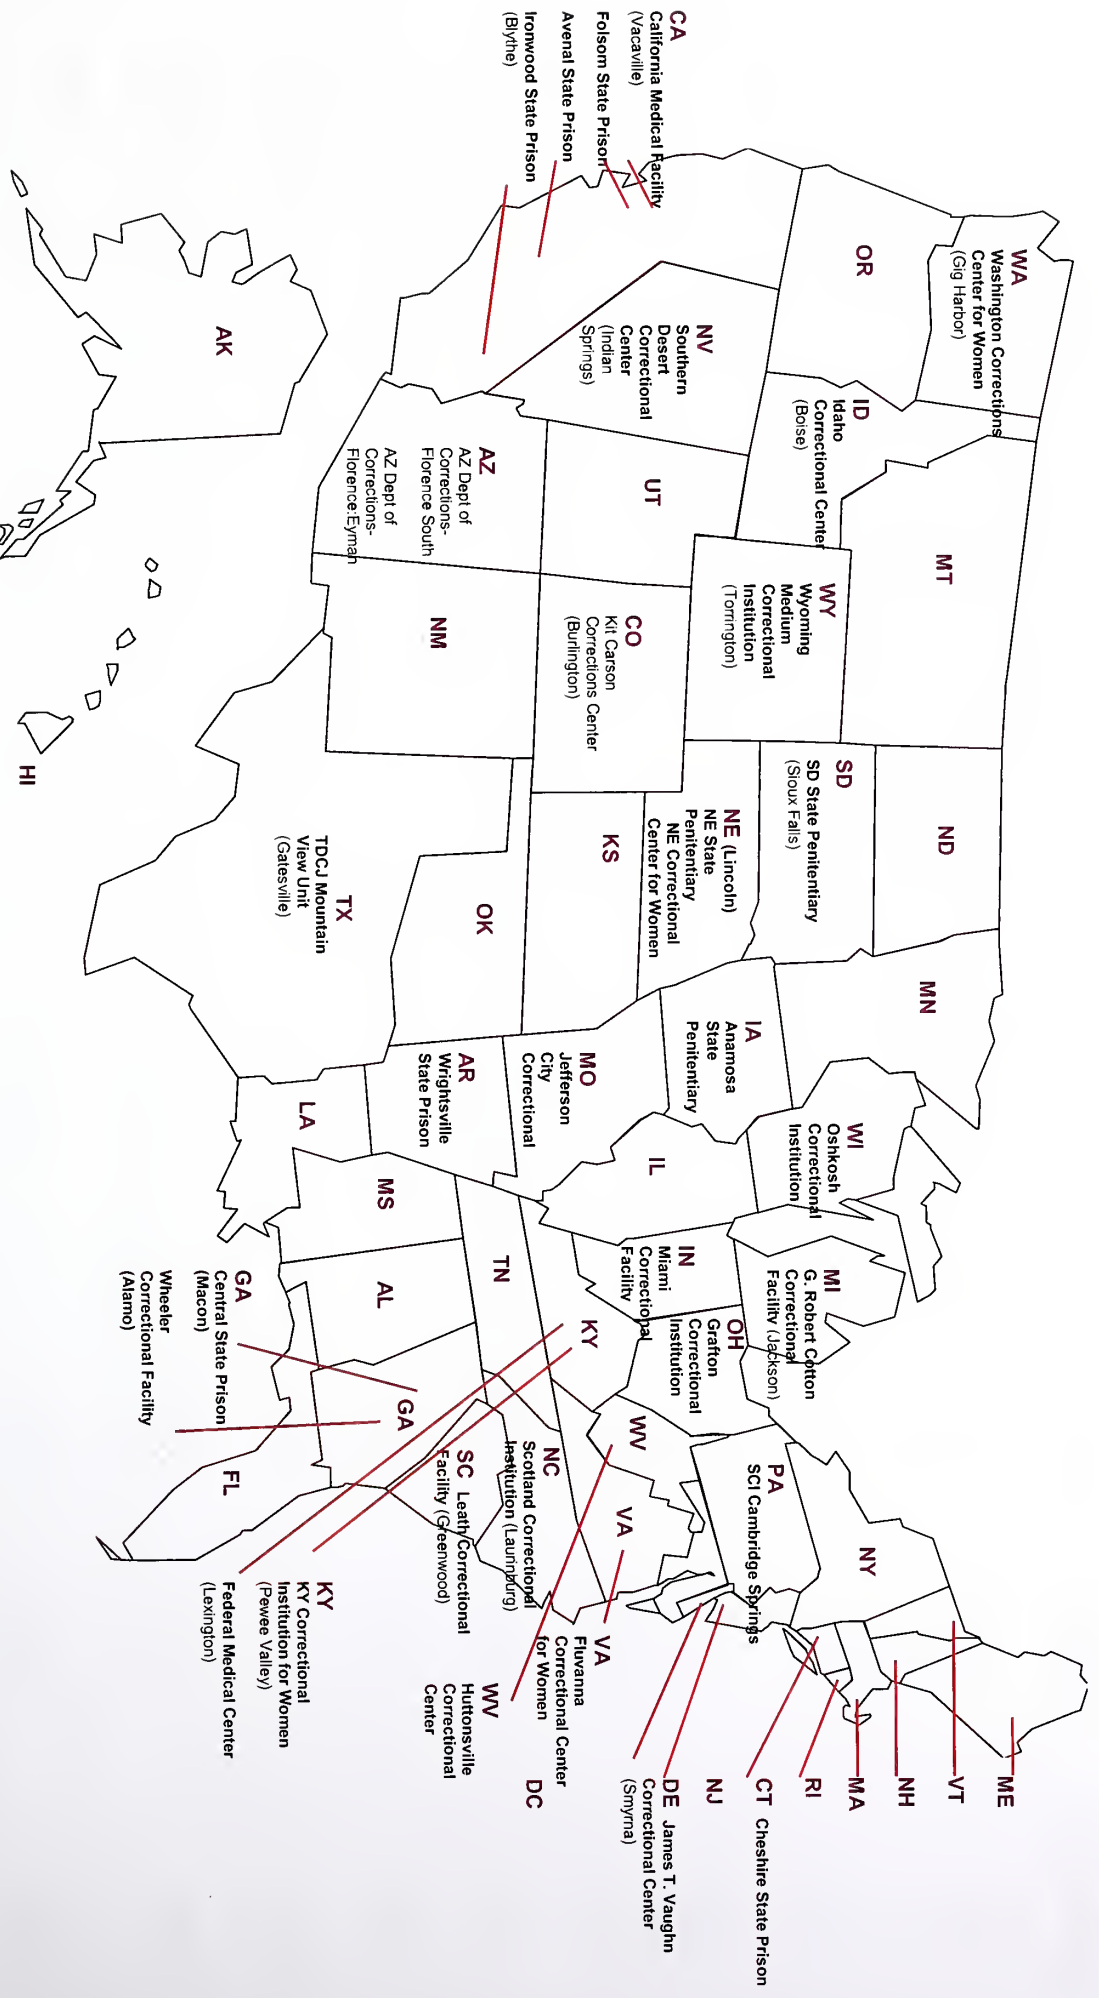 CA
California Medical Facility
(Vacaville)
Folsom State Prison
Avenal State Prison
Ironwood State Prison
(Blythe)
WA
Washington Corrections
Center for Women
(Gig Harbor)
OR
NV
Southern
Desert
Correctional
Center
(Indian
Springs)
ID
Idaho
Correctional Center
(Boise)
MT
UT
AZ
AZ Dept of
Corrections-
Florence South
AZ Dept of
Corrections-
Florence:Eyman
AK
HI
WY
Wyoming
Medium
Correctional
Institution
(Torrington)
CO
Kit Carson
Corrections Center
(Burlington)
NM
ND
SD
SD State Penitentiary
(Sioux Falls)
NE (Lincoln)
NE State
Penitentiary
NE Correctional
Center for Women
KS
OK
TX
TDCJ Mountain
View Unit
(Gatesville)
MN
IA
Anamosa
State
Penitentiary
MO
Jefferson
City
Correctional
AR
Wrightsville
State Prison
LA
WI
Oshkosh
Correctional
Institution
IL
MS
MI
G. Robert Cotton
Correctional
Facility (Jackson)
IN
Miami
Correctional
Facility
OH
Grafton
Correctional
Institution
KY
TN
AL
GA
GA
Central State Prison
(Macon)
Wheeler
Correctional Facility
(Alamo)
FL
WV
VA
PA
SCI Cambridge Springs
NY
NC
Scotland Correctional
Institution (Laurinburg)
SC Leath Correctional
Facility (Greenwood)
KY
KY Correctional
Institution for Women
(Pewee Valley)
Federal Medical Center
(Lexington)
VA
Fluvanna
Correctional Center
for Women
WV
Huttonsville
Correctional
Center
ME
VT
NH
MA
RI
CT Cheshire State Prison
NJ
DE James T. Vaughn
Correctional Center
(Smyrna)
DC